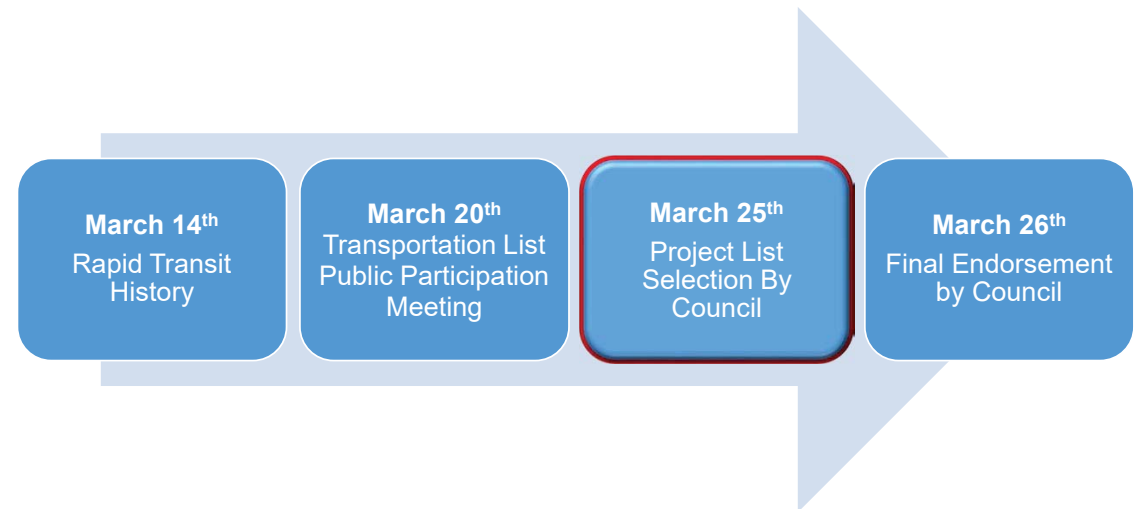 March 14th
Rapid Transit
History
March 20th
Transportation List
Public Participation
Meeting
March 25th
Project List
Selection By
Council
March 26th
Final Endorsement
by Council